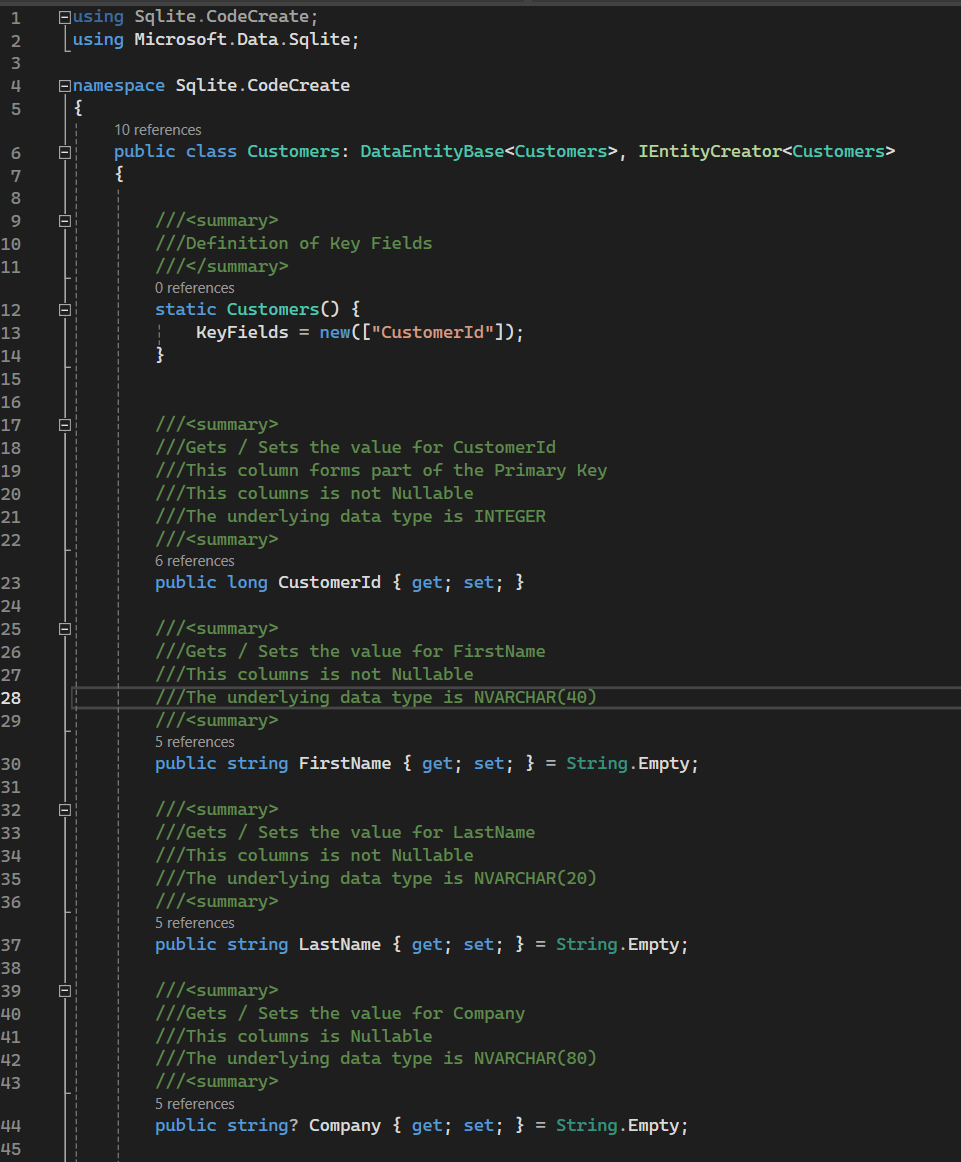 1 using Sqlite.CodeCreate;
2 using Microsoft.Data.Sqlite;
3
4 namespace Sqlite.CodeCreate
5 {
10 references
6 public class Customers: DataEntityBase<Customers>, IEntityCreator<Customers>
7 {
8
9 ///<summary>
10 ///Definition of Key Fields
11 ///</summary>
0 references
12 static Customers() {
13 KeyFields = new(["CustomerId"]);
14 }
15
16
17 ///<summary>
18 ///Gets / Sets the value for CustomerId
19 ///This column forms part of the Primary Key
20 ///This columns is not Nullable
21 ///The underlying data type is INTEGER
22 ///<summary>
6 references
23 public long CustomerId { get; set; }
24
25 ///<summary>
26 ///Gets / Sets the value for FirstName
27 ///This columns is not Nullable
28 ///The underlying data type is NVARCHAR(40)
29 ///<summary>
5 references
30 public string FirstName { get; set; } = String.Empty;
31
32 ///<summary>
33 ///Gets / Sets the value for LastName
34 ///This columns is not Nullable
35 ///The underlying data type is NVARCHAR(20)
36 ///<summary>
5 references
37 public string LastName { get; set; } = String.Empty;
38
39 ///<summary>
40 ///Gets / Sets the value for Company
41 ///This columns is Nullable
42 ///The underlying data type is NVARCHAR(80)
43 ///<summary>
5 references
44 public string? Company { get; set; } = String.Empty;
45